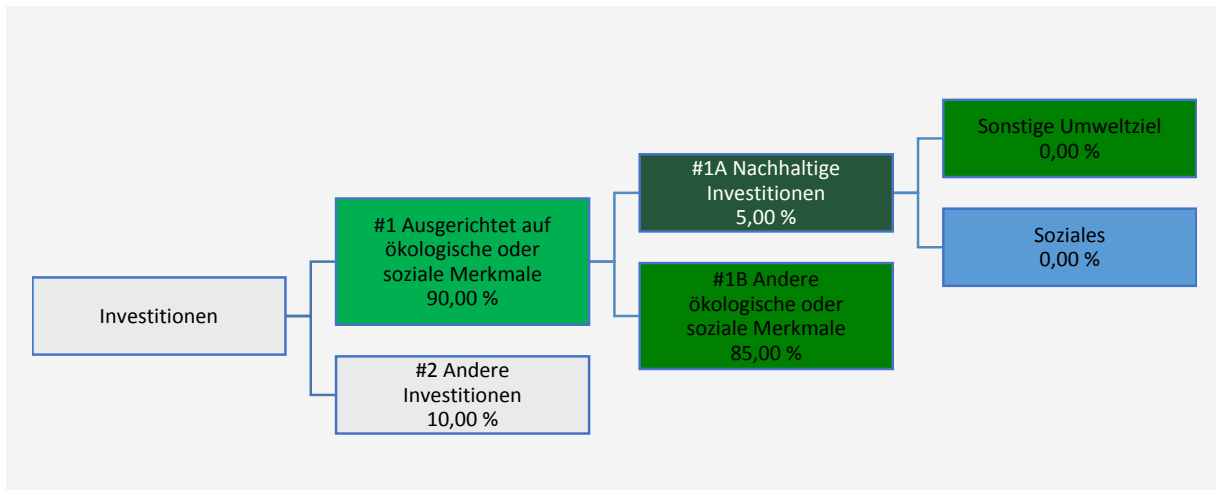 Investitionen
#1 Ausgerichtet auf
ökologische oder
soziale Merkmale
90,00 %
#2 Andere
Investitionen
10,00 %
#1A Nachhaltige
Investitionen
5,00 %
#1B Andere
ökologische oder
soziale Merkmale
85,00 %
Sonstige Umweltziel
0,00 %
Soziales
0,00 %